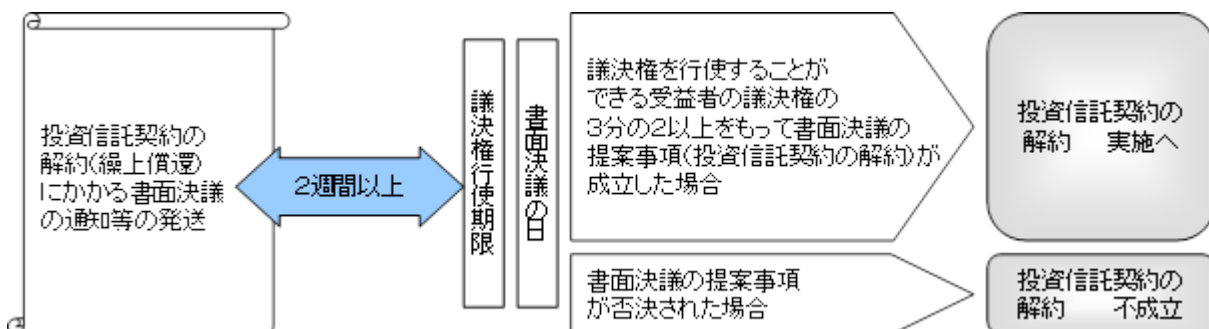 投資信託契約の
解約(繰上償還)
にかかる書面決議
の通知等の発送
2週間以上
議決権行使期限
書面決議の日
議決権を行使することが
できる受益者の議決権の
3分の2以上をもって書面決議の
提案事項(投資信託契約の解約)が
成立した場合
投資信託契約の
解約 実施へ
書面決議の提案事項
が否決された場合
投資信託契約の
解約 不成立